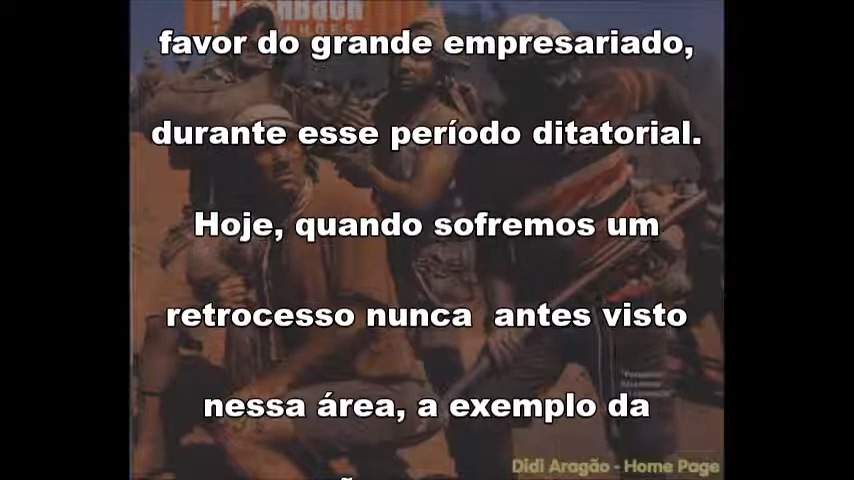 FLASHBACK
favor do grande empresariado,
durante esse período ditatorial.
Hoje, quando sofremos um
retrocesso nunca antes visto
nessa área, a exemplo da
Didi Aragão - Home Page